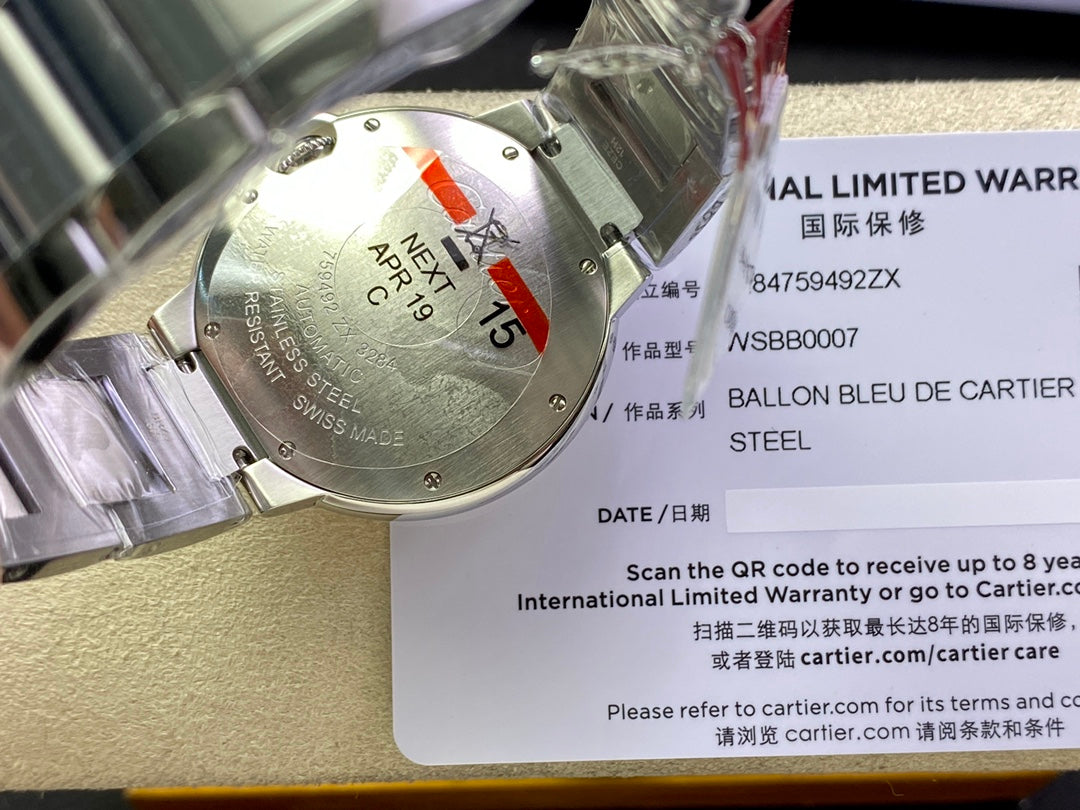 NEXT
APR 19
C
15
759492 ZX 3284
AUTOMATIC
STAINLESS STEEL
RESISTANT SWISS MADE
LIMITED WARR
国际保修
编号
84759492ZX
作品型号
WSBB0007
/ 作品系列
BALLON BLEU DE CARTIER
STEEL
DATE / 日期
Scan the QR code to receive up to 8 yea
International Limited Warranty or go to Cartier.co
扫描二维码以获取最长达8年的国际保修，
或者登陆 cartier.com/cartier care
Please refer to cartier.com for its terms and co
请浏览 cartier.com 请阅条款和条件